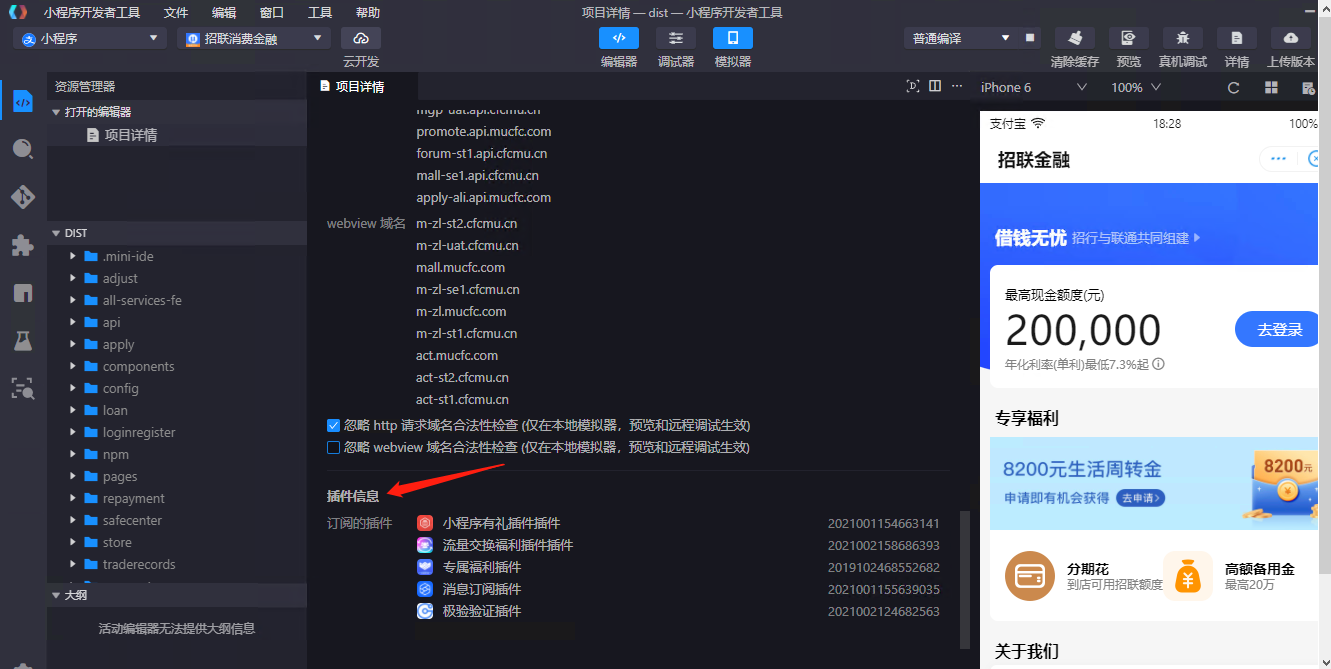 小程序开发者工具 文件 编辑 窗口 工具 帮助 项目详情 — dist — 小程序开发者工具
小程序 招联消费金融 普通编译
云开发 编辑器 调试器 模拟器 清除缓存 预览 真机调试 详情 上传版本
资源管理器
打开的编辑器
项目详情
DIST
.mini-ide
adjust
all-services-fe
api
apply
components
config
loan
loginregister
npm
pages
repayment
safecenter
store
traderecords
大纲
活动编辑器无法提供大纲信息
项目详情
mgp-uat.api.mucfc.com
promote.api.mucfc.com
forum-st1.api.cfcmu.cn
mall-se1.api.cfcmu.cn
apply-ali.api.mucfc.com
webview 域名 m-zl-st2.cfcmu.cn
m-zl-uat.cfcmu.cn
mall.mucfc.com
m-zl-se1.cfcmu.cn
m-zl.mucfc.com
m-zl-st1.cfcmu.cn
act.mucfc.com
act-st2.cfcmu.cn
act-st1.cfcmu.cn
忽略 http 请求域名合法性检查 (仅在本地模拟器，预览和远程调试生效)
忽略 webview 域名合法性检查 (仅在本地模拟器，预览和远程调试生效)
插件信息
订阅的插件 小程序有礼插件插件 2021001154663141
流量交换福利插件插件 2021002158686393
专属福利插件 2019102468552682
消息订阅插件 2021001155639035
极验验证插件 2021002124682563
iPhone 6 100%
支付宝 18:28 100%
招联金融
借钱无忧 招行与联通共同组建
最高现金额度(元)
200,000
去登录
年化利率(单利)最低7.3%起
专享福利
8200元生活周转金
申请即有机会获得 去申请
8200元
分期花
到店可用招联额度
高额备用金
最高20万
关于我们